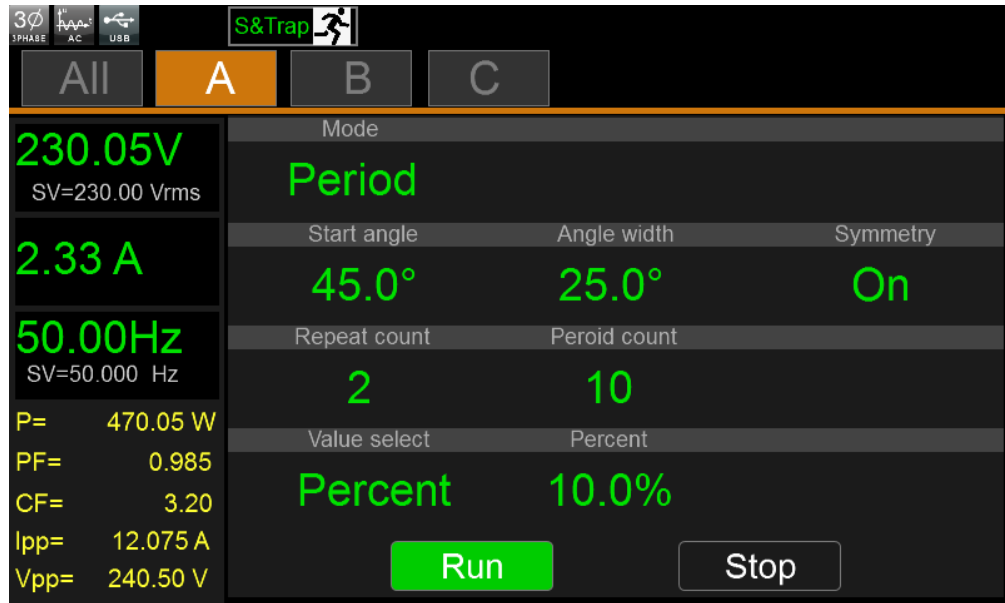 3Ø
3PHASE AC USB
S&Trap
All A B C
230.05V
SV=230.00 Vrms
2.33 A
50.00Hz
SV=50.000 Hz
P= 470.05 W
PF= 0.985
CF= 3.20
Ipp= 12.075 A
Vpp= 240.50 V
Mode
Period
Start angle Angle width Symmetry
45.0° 25.0° On
Repeat count Peroid count
2 10
Value select Percent
Percent 10.0%
Run Stop